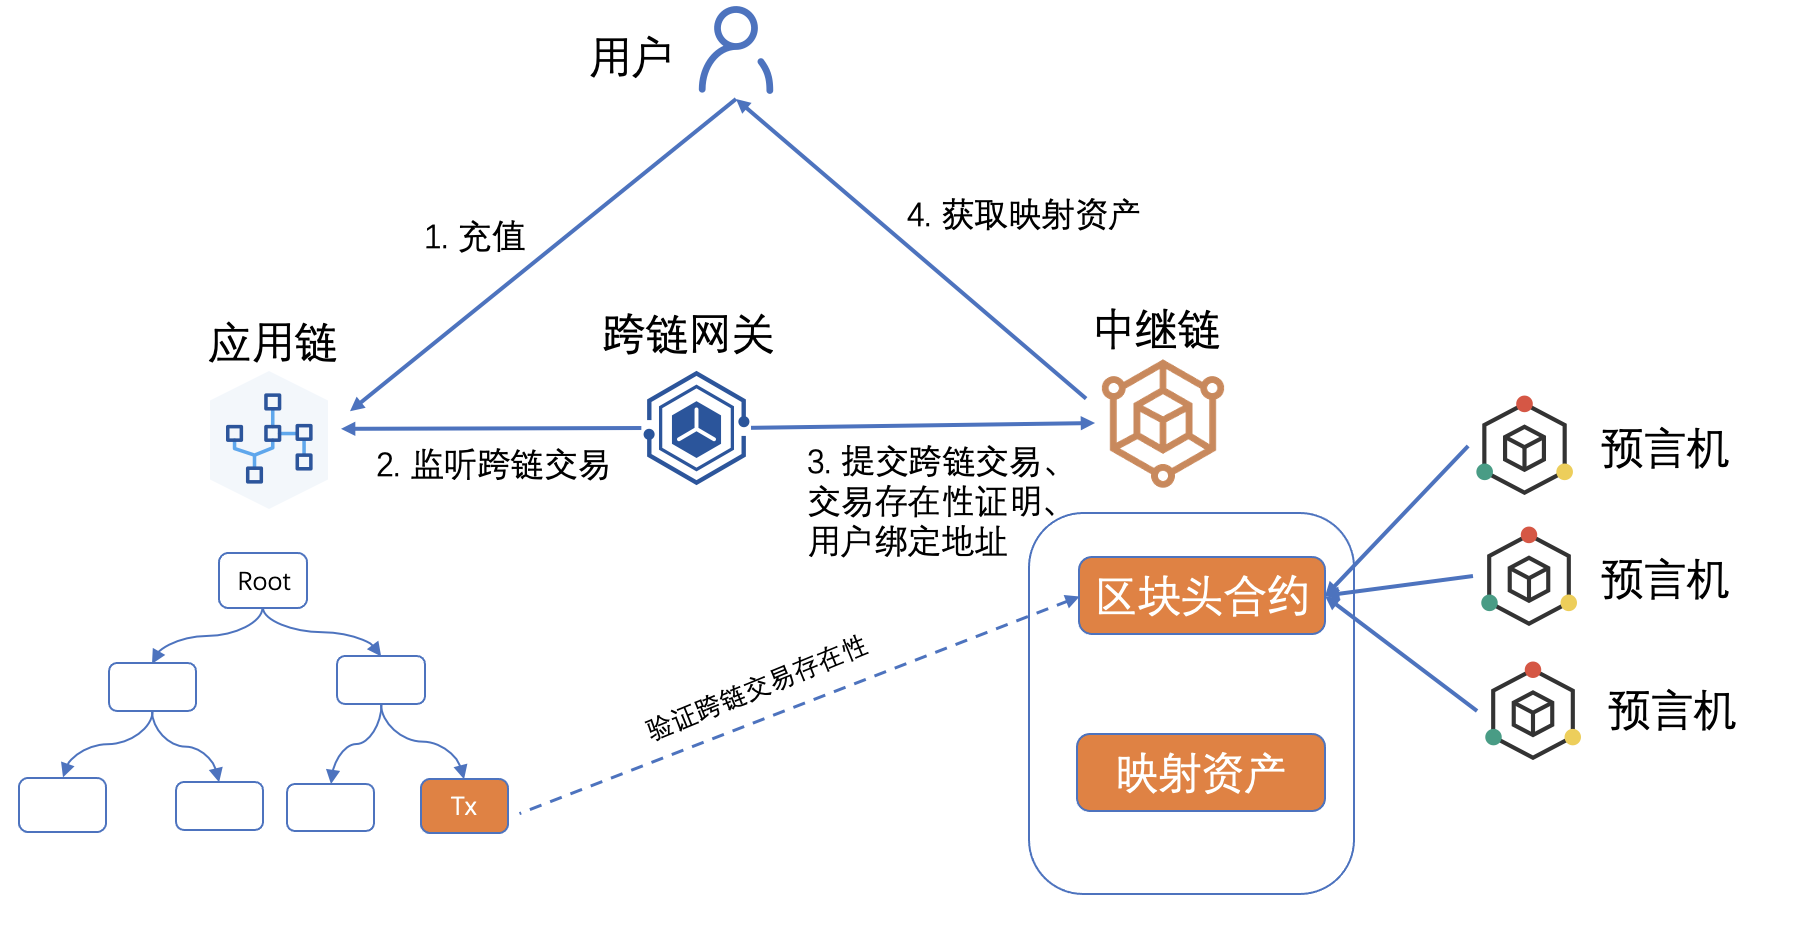 用户
1. 充值
4. 获取映射资产
应用链
跨链网关
中继链
2. 监听跨链交易
3. 提交跨链交易、
交易存在性证明、
用户绑定地址
预言机
预言机
预言机
Root
区块头合约
验证跨链交易存在性
映射资产
Tx